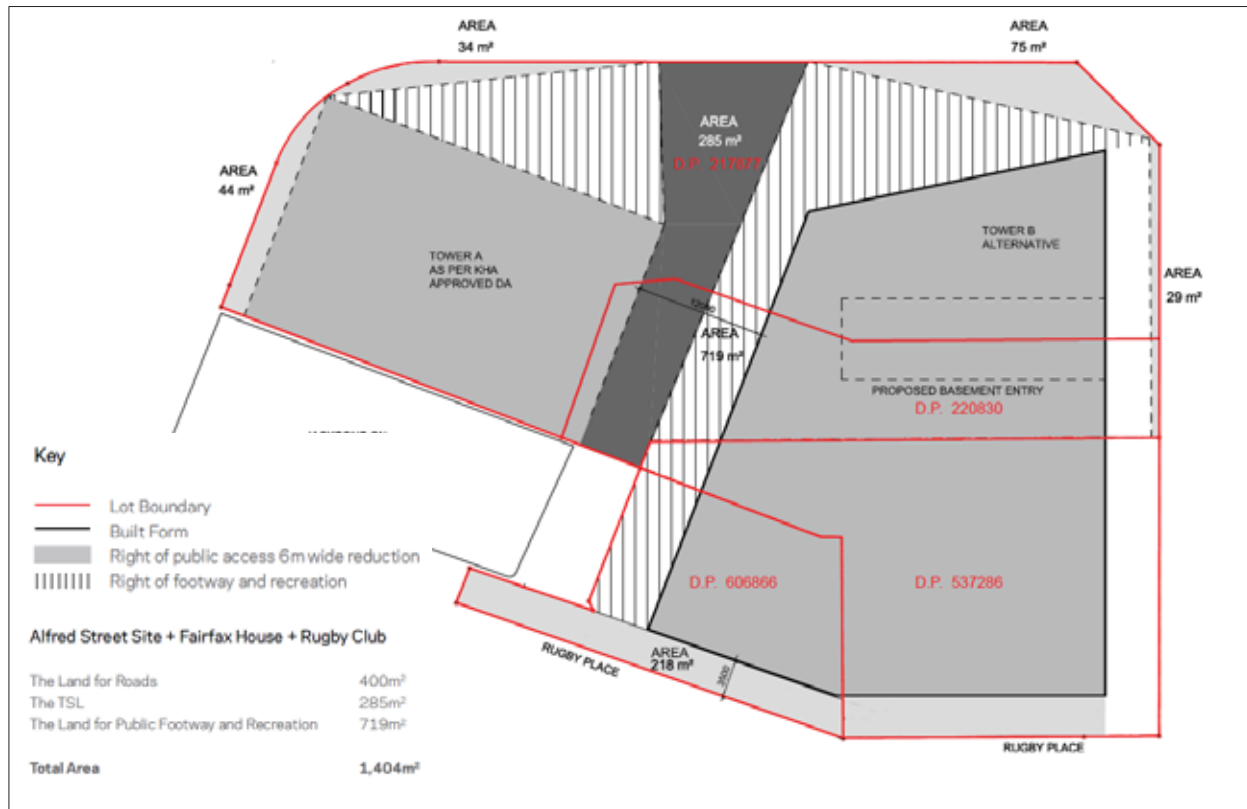 AREA
34 m²
AREA
75 m²
AREA
285 m²
D.P. 217877
AREA
44 m²
TOWER A
AS PER KHA
APPROVED DA
TOWER B
ALTERNATIVE
AREA
29 m²
AREA
719 m²
PROPOSED BASEMENT ENTRY
D.P. 220830
Key
Lot Boundary
Built Form
Right of public access 6m wide reduction
Right of footway and recreation
D.P. 606866
D.P. 537286
Alfred Street Site + Fairfax House + Rugby Club
RUGBY PLACE
AREA
218 m²
3500
The Land for Roads 400m²
The TSL 285m²
The Land for Public Footway and Recreation 719m²
RUGBY PLACE
Total Area 1,404m²